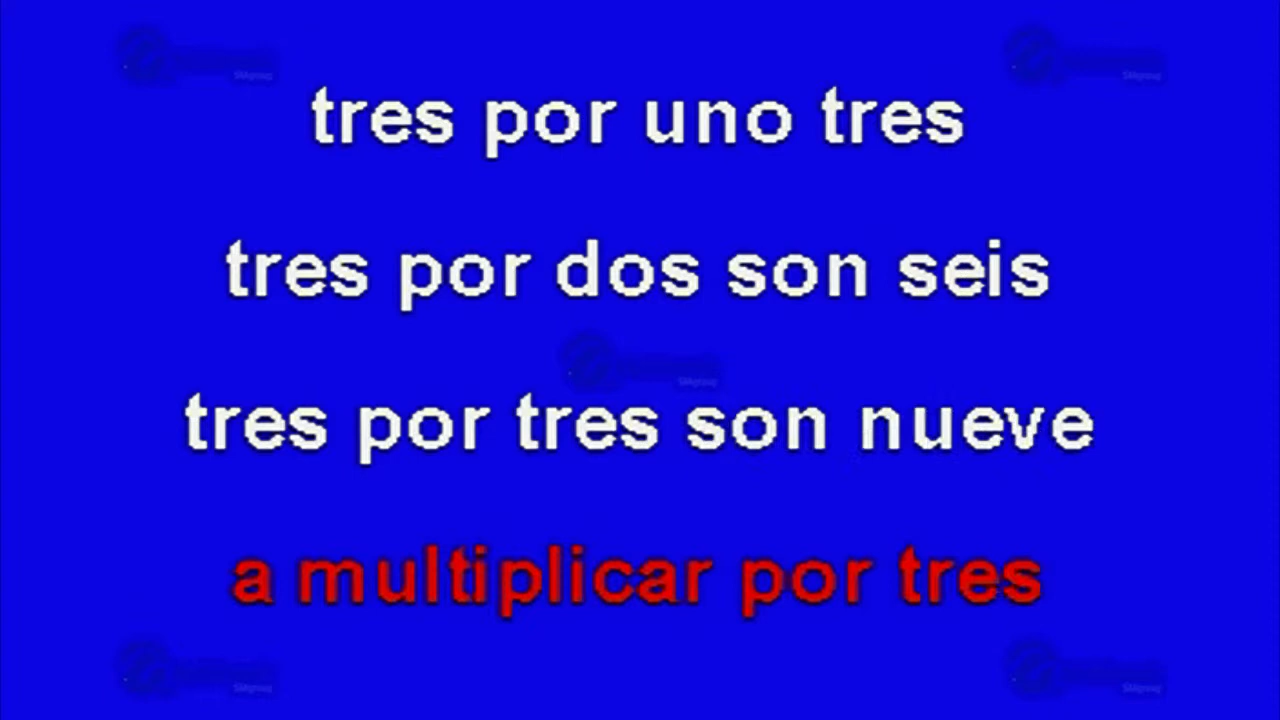 tres por uno tres
tres por dos son seis
tres por tres son nueve
a multiplicar por tres